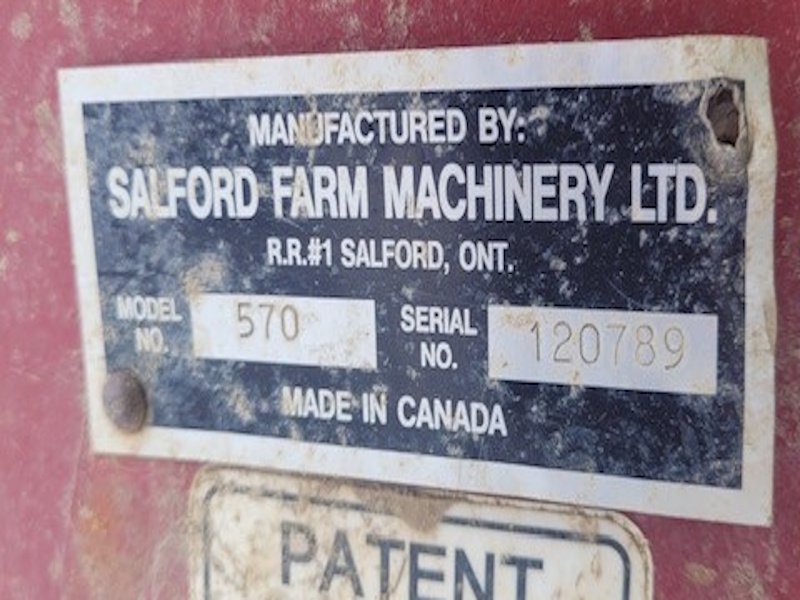 MANUFACTURED BY:
SALFORD FARM MACHINERY LTD.
R.R.#1 SALFORD, ONT.
MODEL NO. 570 SERIAL NO. 120789
MADE IN CANADA
PATENT